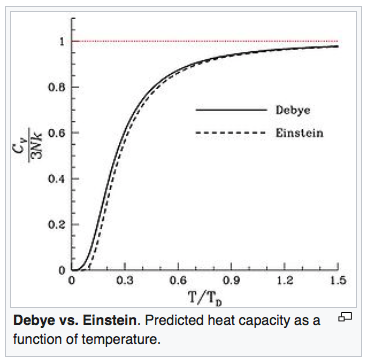 1
0.8
0.6
0.4
0.2
0
C_V
3Nk
Debye
Einstein
0 0.3 0.6 0.9 1.2 1.5
T/T_D
Debye vs. Einstein. Predicted heat capacity as a
function of temperature.